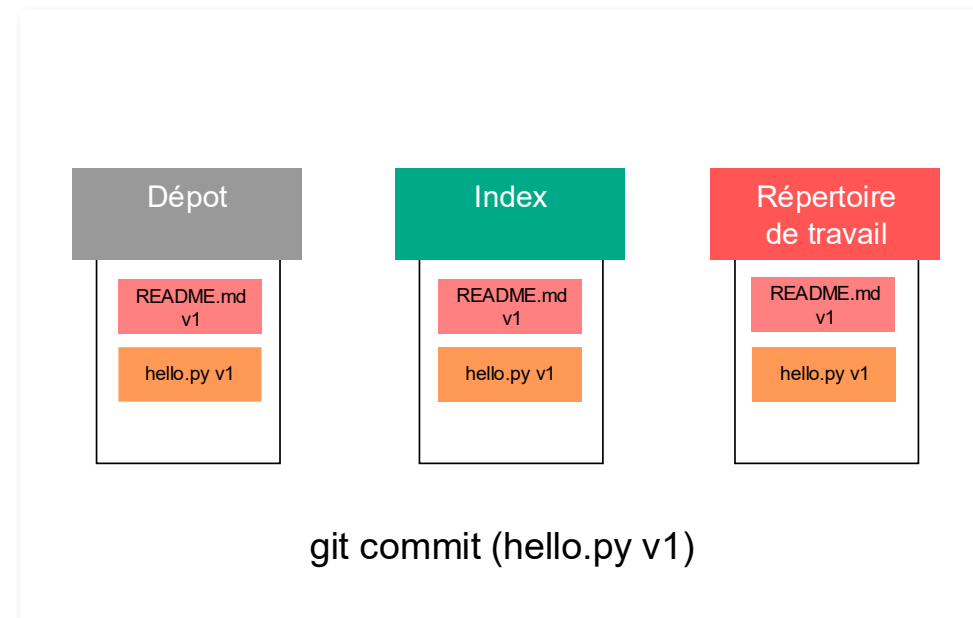 Dépot
Index
Répertoire
de travail
README.md
v1
hello.py v1
README.md
v1
hello.py v1
README.md
v1
hello.py v1
git commit (hello.py v1)